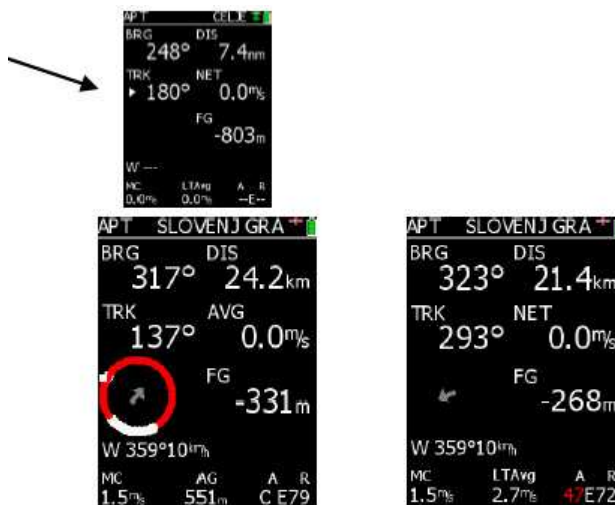 APT CELJE
BRG DIS
248° 7.4nm
TRK NET
180° 0.0m/s
FG
-803m
W ---
MC LTAvg A R
0.0m/s 0.0m/s --E--
APT SLOVENJ GRA
BRG DIS
317° 24.2km
TRK AVG
137° 0.0m/s
FG
-331m
W 359°10km/h
MC AG A R
1.5m/s 551m C E79
APT SLOVENJ GRA
BRG DIS
323° 21.4km
TRK NET
293° 0.0m/s
FG
-268m
W 359°10km/h
MC LTAvg A R
1.5m/s 2.7m/s 47E72